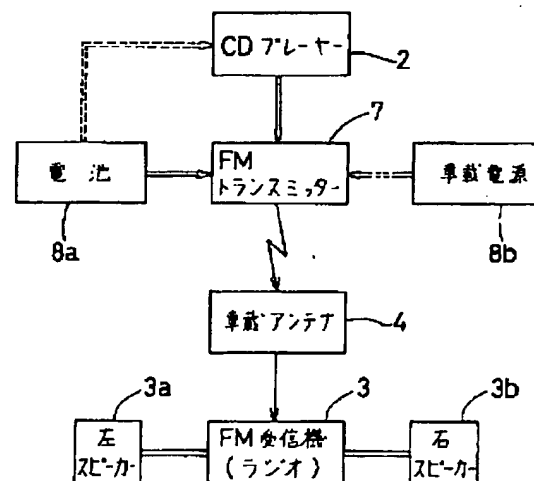 CD プレーヤー
2
7
電池
FM
トランスミッター
車載電源
8a
8b
車載アンテナ
4
3a
3
3b
左
スピーカー
FM受信機
(ラジオ)
右
スピーカー